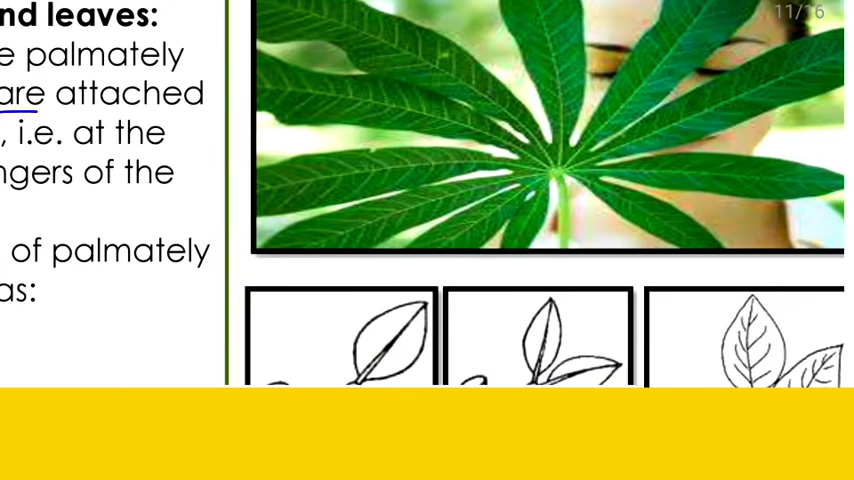 11/16
nd leaves:
e palmately
are attached
, i.e. at the
ngers of the
of palmately
as: